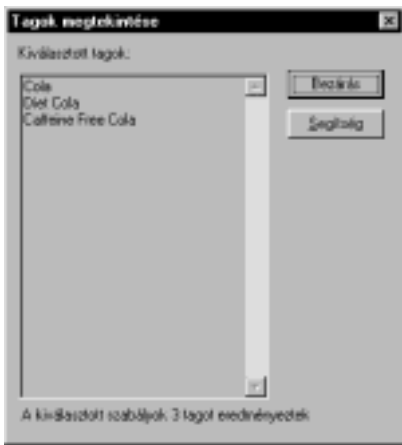 Tagok megtekintése
Kiválasztott tagok:
Cola
Diet Cola
Caffeine Free Cola
Bezárás
Segítség
A kiválasztott szabályok 3 tagot eredményeztek